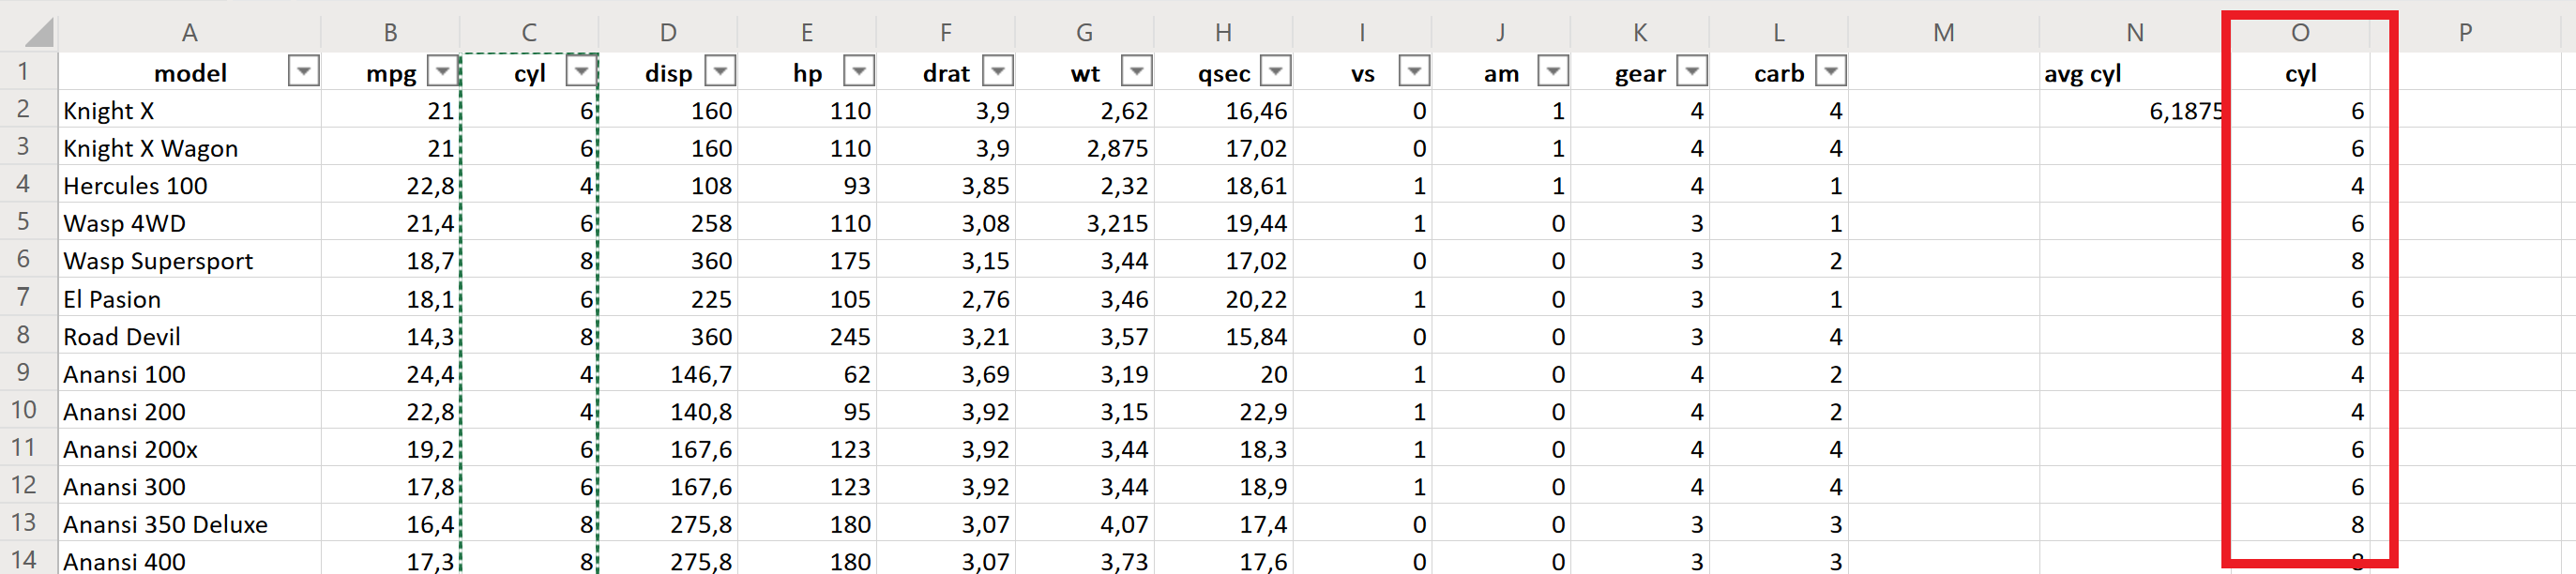 A B C D E F G H I J K L M N O P
1 model mpg cyl disp hp drat wt qsec vs am gear carb avg cyl cyl
2 Knight X 21 6 160 110 3,9 2,62 16,46 0 1 4 4 6,1875 6
3 Knight X Wagon 21 6 160 110 3,9 2,875 17,02 0 1 4 4 6
4 Hercules 100 22,8 4 108 93 3,85 2,32 18,61 1 1 4 1 4
5 Wasp 4WD 21,4 6 258 110 3,08 3,215 19,44 1 0 3 1 6
6 Wasp Supersport 18,7 8 360 175 3,15 3,44 17,02 0 0 3 2 8
7 El Pasion 18,1 6 225 105 2,76 3,46 20,22 1 0 3 1 6
8 Road Devil 14,3 8 360 245 3,21 3,57 15,84 0 0 3 4 8
9 Anansi 100 24,4 4 146,7 62 3,69 3,19 20 1 0 4 2 4
10 Anansi 200 22,8 4 140,8 95 3,92 3,15 22,9 1 0 4 2 4
11 Anansi 200x 19,2 6 167,6 123 3,92 3,44 18,3 1 0 4 4 6
12 Anansi 300 17,8 6 167,6 123 3,92 3,44 18,9 1 0 4 4 6
13 Anansi 350 Deluxe 16,4 8 275,8 180 3,07 4,07 17,4 0 0 3 3 8
14 Anansi 400 17,3 8 275,8 180 3,07 3,73 17,6 0 0 3 3 8